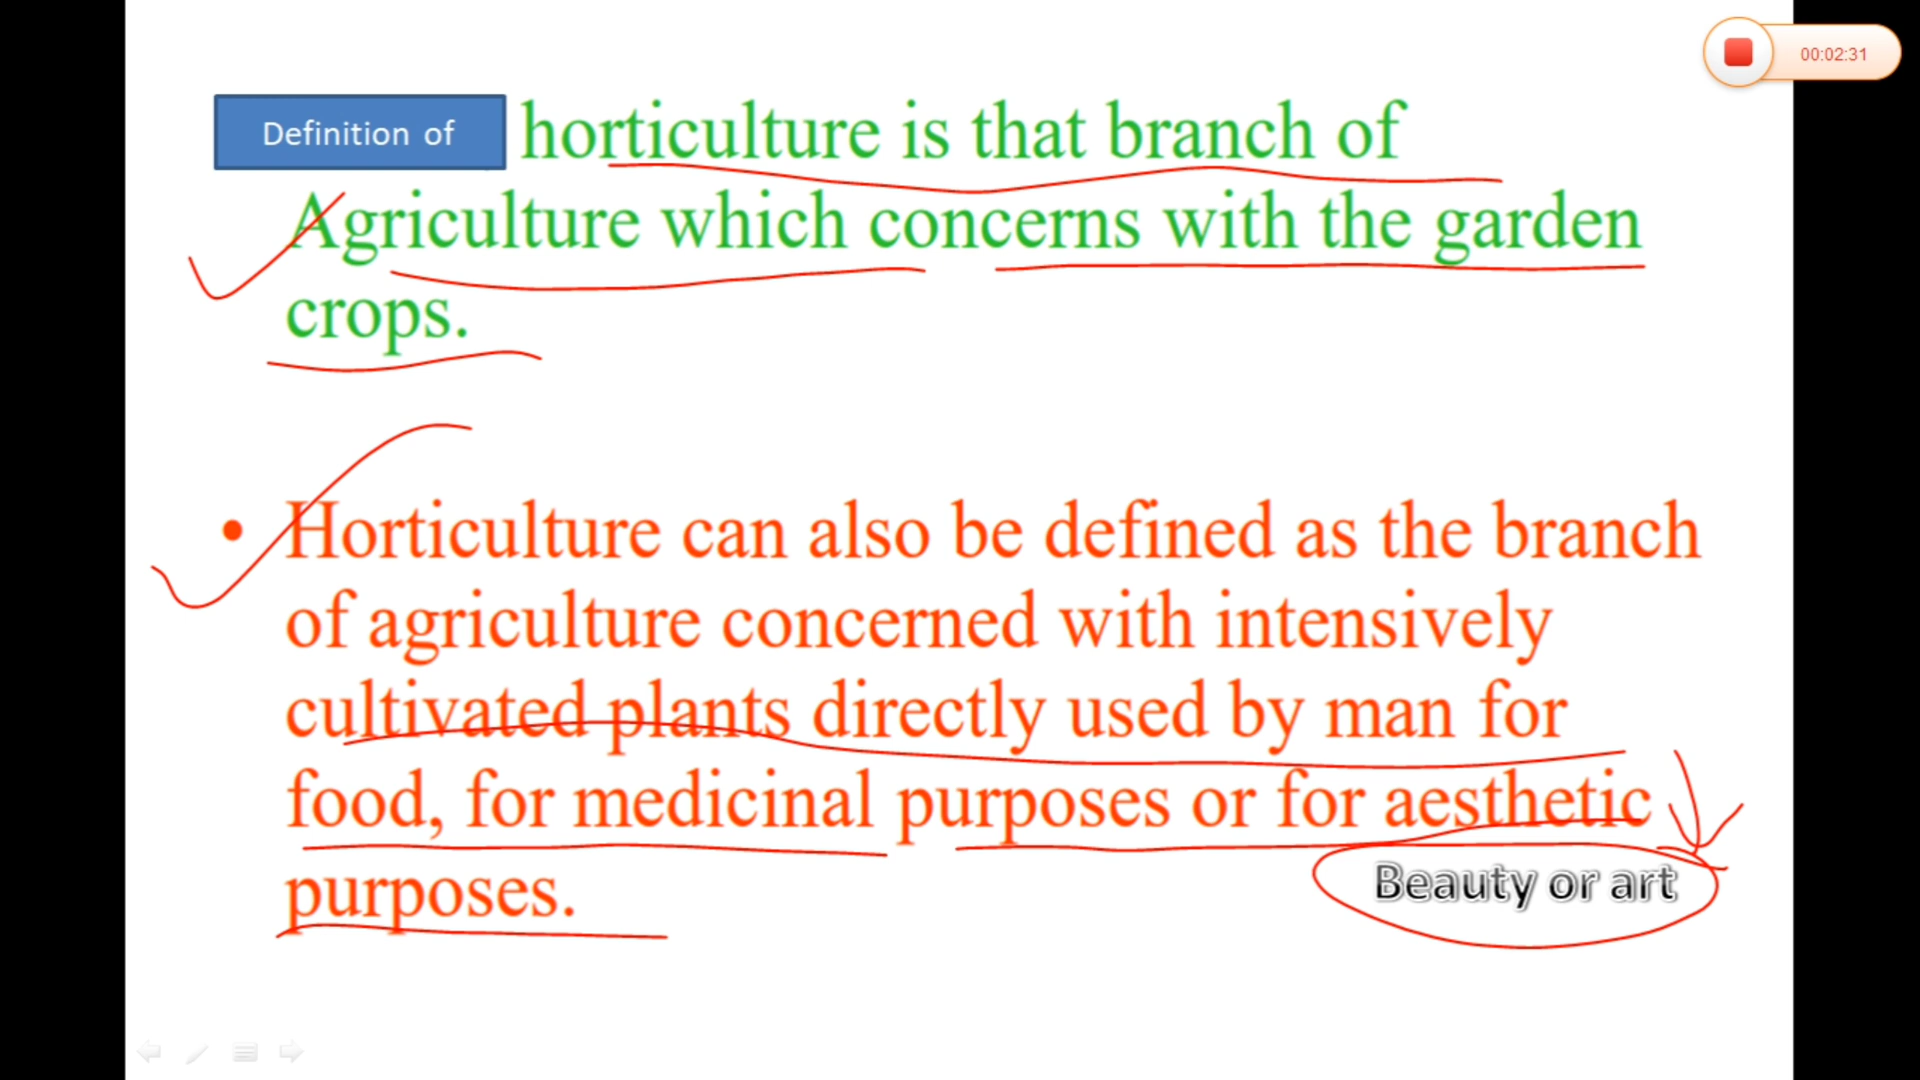 00:02:31
Definition of horticulture is that branch of
Agriculture which concerns with the garden
crops.
• Horticulture can also be defined as the branch
of agriculture concerned with intensively
cultivated plants directly used by man for
food, for medicinal purposes or for aesthetic
purposes.
Beauty or art